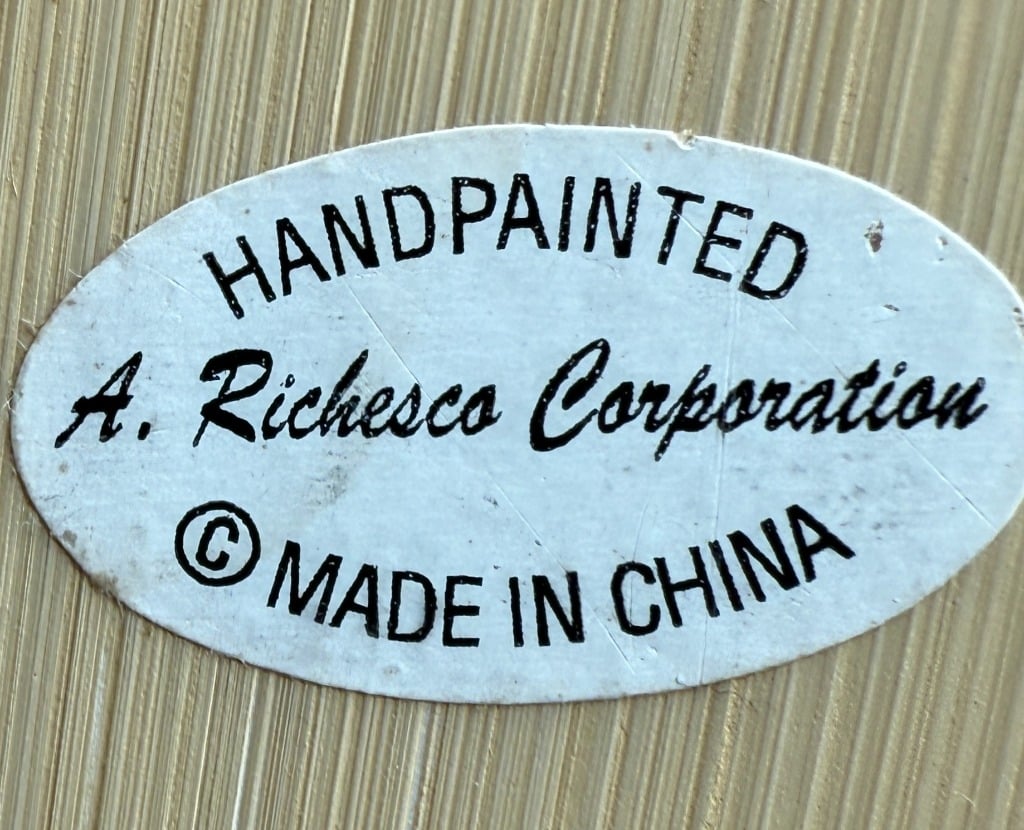 HANDPAINTED
A. Richesco Corporation
© MADE IN CHINA